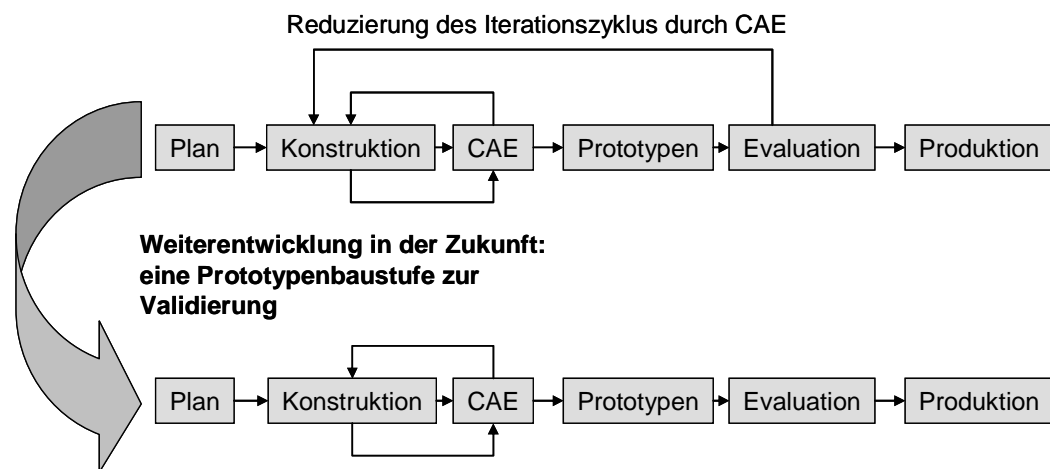 Reduzierung des Iterationszyklus durch CAE
Plan Konstruktion CAE Prototypen Evaluation Produktion
Weiterentwicklung in der Zukunft:
eine Prototypenbaustufe zur
Validierung
Plan Konstruktion CAE Prototypen Evaluation Produktion